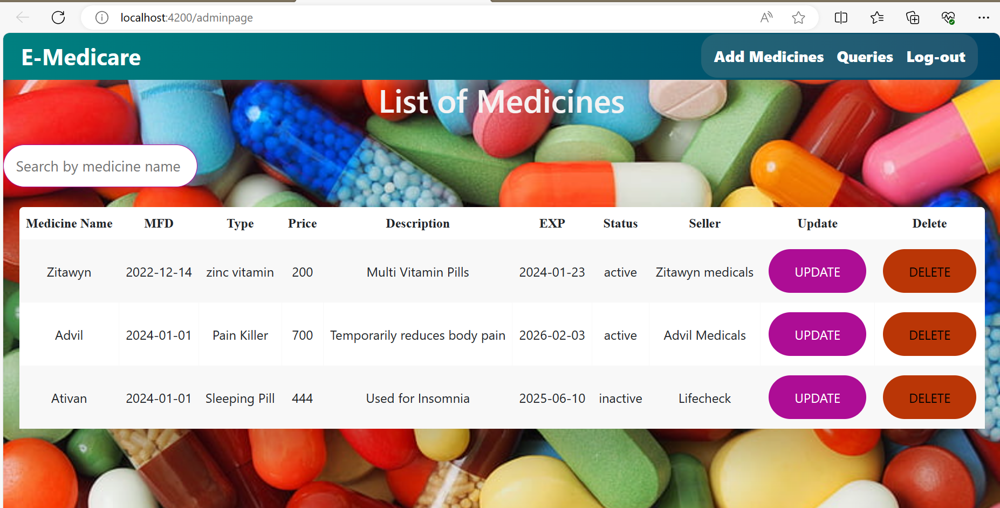 localhost:4200/adminpage
E-Medicare
Add Medicines Queries Log-out
List of Medicines
Search by medicine name
Medicine Name MFD Type Price Description EXP Status Seller Update Delete
Zitawyn 2022-12-14 zinc vitamin 200 Multi Vitamin Pills 2024-01-23 active Zitawyn medicals UPDATE DELETE
Advil 2024-01-01 Pain Killer 700 Temporarily reduces body pain 2026-02-03 active Advil Medicals UPDATE DELETE
Ativan 2024-01-01 Sleeping Pill 444 Used for Insomnia 2025-06-10 inactive Lifecheck UPDATE DELETE